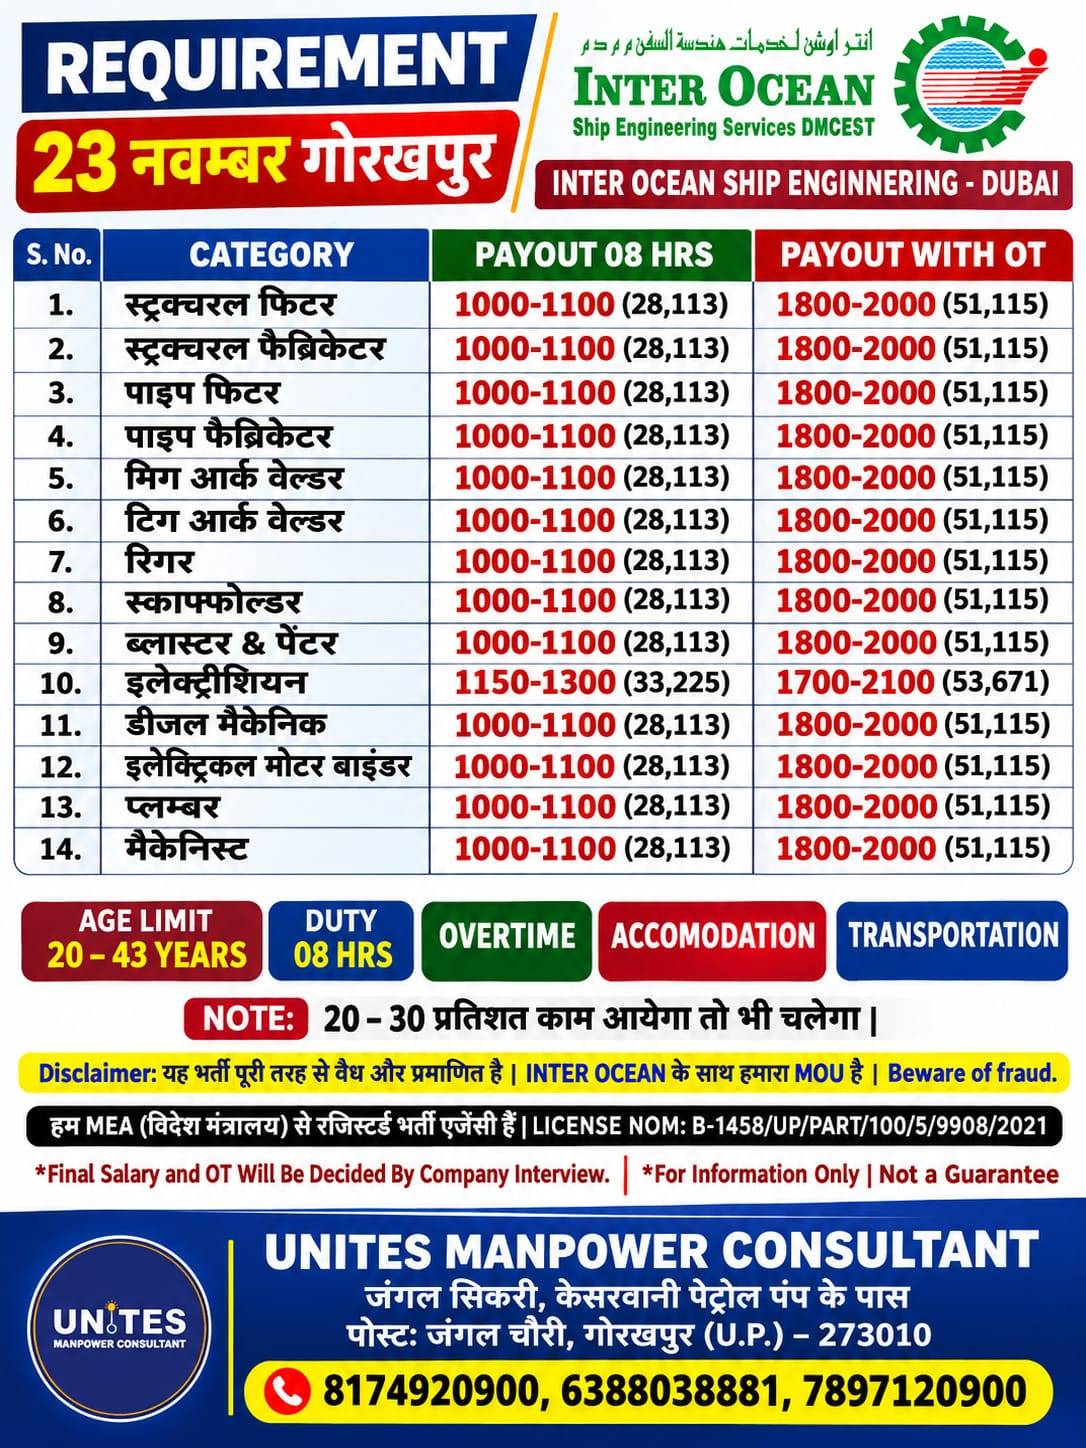 REQUIREMENT
23 नवम्बर गोरखपुर
انتر اوشن لخدمات هندسة السفن م م د م
INTER OCEAN
Ship Engineering Services DMCEST
INTER OCEAN SHIP ENGINNERING - DUBAI
S. No. CATEGORY PAYOUT 08 HRS PAYOUT WITH OT
1. स्ट्रक्चरल फिटर 1000-1100 (28,113) 1800-2000 (51,115)
2. स्ट्रक्चरल फैब्रिकेटर 1000-1100 (28,113) 1800-2000 (51,115)
3. पाइप फिटर 1000-1100 (28,113) 1800-2000 (51,115)
4. पाइप फैब्रिकेटर 1000-1100 (28,113) 1800-2000 (51,115)
5. मिग आर्क वेल्डर 1000-1100 (28,113) 1800-2000 (51,115)
6. टिग आर्क वेल्डर 1000-1100 (28,113) 1800-2000 (51,115)
7. रिगर 1000-1100 (28,113) 1800-2000 (51,115)
8. स्काफ्फोल्डर 1000-1100 (28,113) 1800-2000 (51,115)
9. ब्लास्टर & पेंटर 1000-1100 (28,113) 1800-2000 (51,115)
10. इलेक्ट्रीशियन 1150-1300 (33,225) 1700-2100 (53,671)
11. डीजल मैकेनिक 1000-1100 (28,113) 1800-2000 (51,115)
12. इलेक्ट्रिकल मोटर बाइंडर 1000-1100 (28,113) 1800-2000 (51,115)
13. प्लम्बर 1000-1100 (28,113) 1800-2000 (51,115)
14. मैकेनिस्ट 1000-1100 (28,113) 1800-2000 (51,115)
AGE LIMIT
20 – 43 YEARS
DUTY
08 HRS
OVERTIME
ACCOMODATION
TRANSPORTATION
NOTE: 20 – 30 प्रतिशत काम आयेगा तो भी चलेगा |
Disclaimer: यह भर्ती पूरी तरह से वैध और प्रमाणित है | INTER OCEAN के साथ हमारा MOU है | Beware of fraud.
हम MEA (विदेश मंत्रालय) से रजिस्टर्ड भर्ती एजेंसी हैं | LICENSE NOM: B-1458/UP/PART/100/5/9908/2021
*Final Salary and OT Will Be Decided By Company Interview. | *For Information Only | Not a Guarantee
UNITES
MANPOWER CONSULTANT
UNITES MANPOWER CONSULTANT
जंगल सिकरी, केसरवानी पेट्रोल पंप के पास
पोस्ट: जंगल चौरी, गोरखपुर (U.P.) – 273010
8174920900, 6388038881, 7897120900